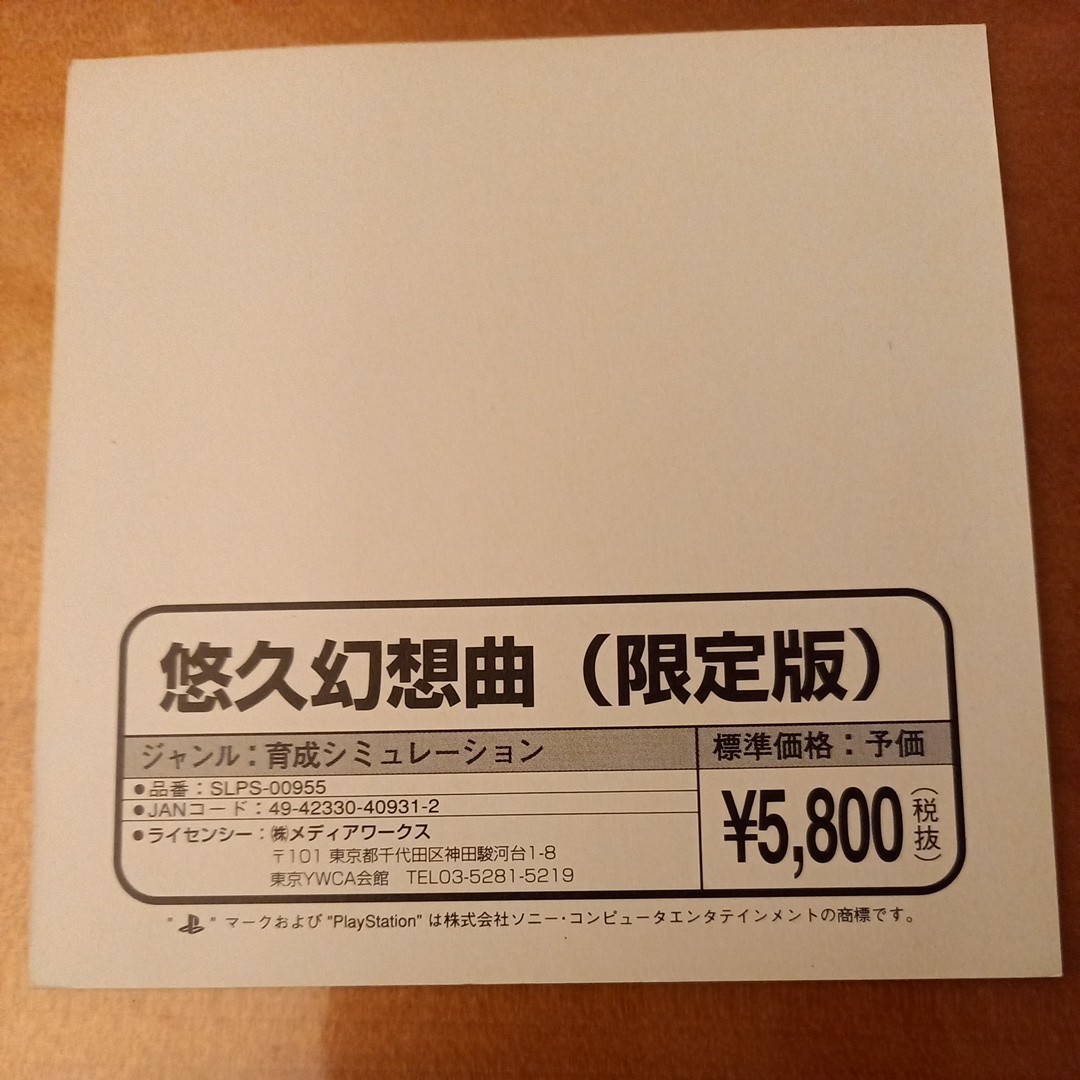 悠久幻想曲（限定版）
ジャンル：育成シミュレーション
標準価格：予価
●品番：SLPS-00955
●JANコード：49-42330-40931-2
●ライセンシー：㈱メディアワークス
〒101 東京都千代田区神田駿河台1-8
東京YWCA会館　TEL03-5281-5219
¥5,800（税抜）
" " マークおよび "PlayStation" は株式会社ソニー・コンピュータエンタテインメントの商標です。